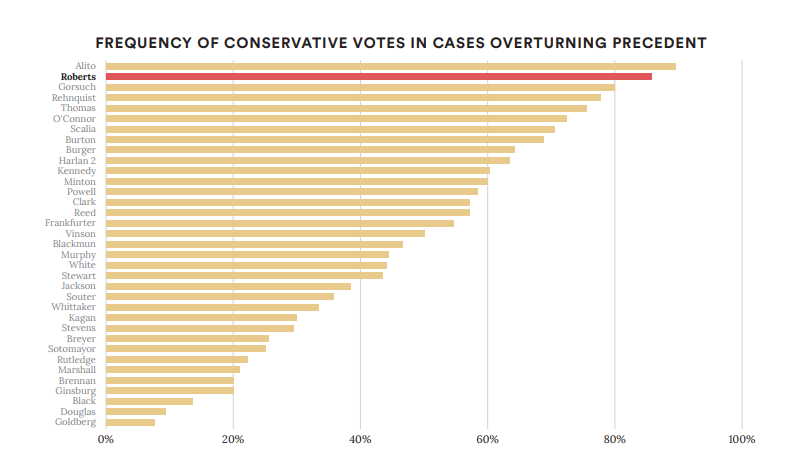 FREQUENCY OF CONSERVATIVE VOTES IN CASES OVERTURNING PRECEDENT
Alito
Roberts
Gorsuch
Rehnquist
Thomas
O'Connor
Scalia
Burton
Burger
Harlan 2
Kennedy
Minton
Powell
Clark
Reed
Frankfurter
Vinson
Blackmun
Murphy
White
Stewart
Jackson
Souter
Whittaker
Kagan
Stevens
Breyer
Sotomayor
Rutledge
Marshall
Brennan
Ginsburg
Black
Douglas
Goldberg
0% 20% 40% 60% 80% 100%